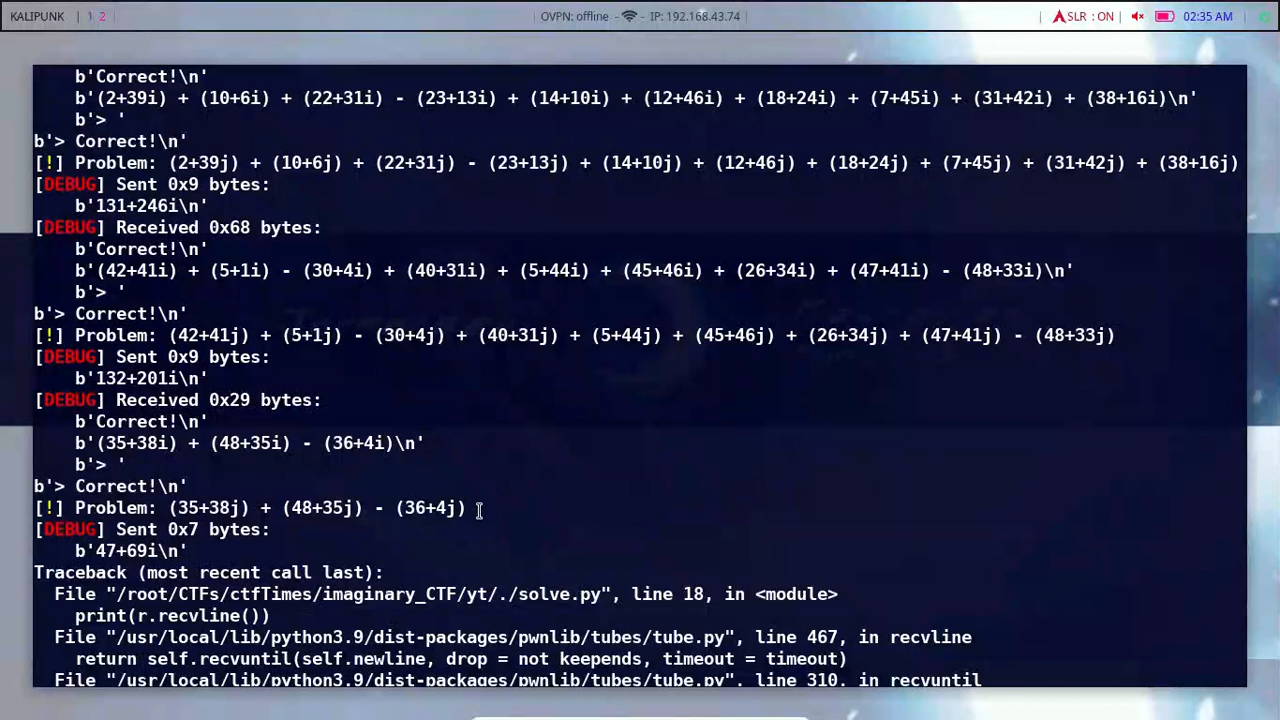 KALIPUNK | 1 2 OVPN: offline - IP: 192.168.43.74 | | SLR : ON | 02:35 AM
b'Correct!\n'
b'(2+39i) + (10+6i) + (22+31i) - (23+13i) + (14+10i) + (12+46i) + (18+24i) + (7+45i) + (31+42i) + (38+16i)\n'
b'> '
b'> Correct!\n'
[!] Problem: (2+39j) + (10+6j) + (22+31j) - (23+13j) + (14+10j) + (12+46j) + (18+24j) + (7+45j) + (31+42j) + (38+16j)
[DEBUG] Sent 0x9 bytes:
b'131+246i\n'
[DEBUG] Received 0x68 bytes:
b'Correct!\n'
b'(42+41i) + (5+1i) - (30+4i) + (40+31i) + (5+44i) + (45+46i) + (26+34i) + (47+41i) - (48+33i)\n'
b'> '
b'> Correct!\n'
[!] Problem: (42+41j) + (5+1j) - (30+4j) + (40+31j) + (5+44j) + (45+46j) + (26+34j) + (47+41j) - (48+33j)
[DEBUG] Sent 0x9 bytes:
b'132+201i\n'
[DEBUG] Received 0x29 bytes:
b'Correct!\n'
b'(35+38i) + (48+35i) - (36+4i)\n'
b'> '
b'> Correct!\n'
[!] Problem: (35+38j) + (48+35j) - (36+4j)
[DEBUG] Sent 0x7 bytes:
b'47+69i\n'
Traceback (most recent call last):
File "/root/CTFs/ctfTimes/imaginary_CTF/yt/./solve.py", line 18, in <module>
print(r.recvline())
File "/usr/local/lib/python3.9/dist-packages/pwnlib/tubes/tube.py", line 467, in recvline
return self.recvuntil(self.newline, drop = not keepends, timeout = timeout)
File "/usr/local/lib/python3.9/dist-packages/pwnlib/tubes/tube.py", line 310, in recvuntil